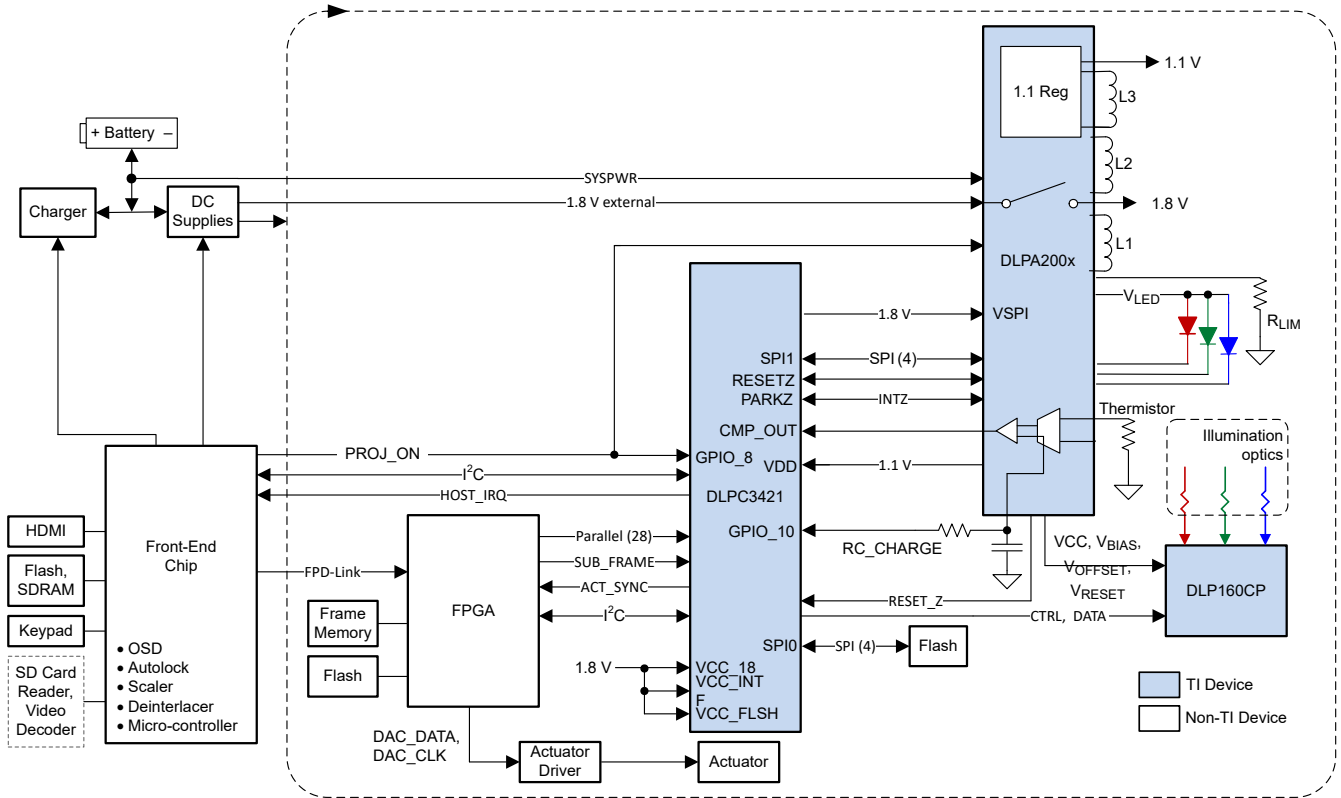 + Battery –
Charger
DC
Supplies
SYSPWR
1.8 V external
1.1 Reg
1.1 V
L3
L2
1.8 V
L1
DLPA200x
VLED
RLIM
VSPI
1.8 V
SPI1
SPI (4)
RESETZ
PARKZ
INTZ
CMP_OUT
Thermistor
PROJ_ON
GPIO_8
VDD
1.1 V
I2C
HOST_IRQ
DLPC3421
Illumination
optics
HDMI
Flash,
SDRAM
Keypad
SD Card
Reader,
Video
Decoder
Front-End
Chip
• OSD
• Autolock
• Scaler
• Deinterlacer
• Micro-controller
FPD-Link
FPGA
Frame
Memory
Flash
Parallel (28)
SUB_FRAME
ACT_SYNC
I2C
GPIO_10
RC_CHARGE
VCC, VBIAS,
VOFFSET,
VRESET
DLP160CP
RESET_Z
CTRL, DATA
SPI0
SPI (4)
Flash
1.8 V
VCC_18
VCC_INT
F
VCC_FLSH
DAC_DATA,
DAC_CLK
Actuator
Driver
Actuator
TI Device
Non-TI Device